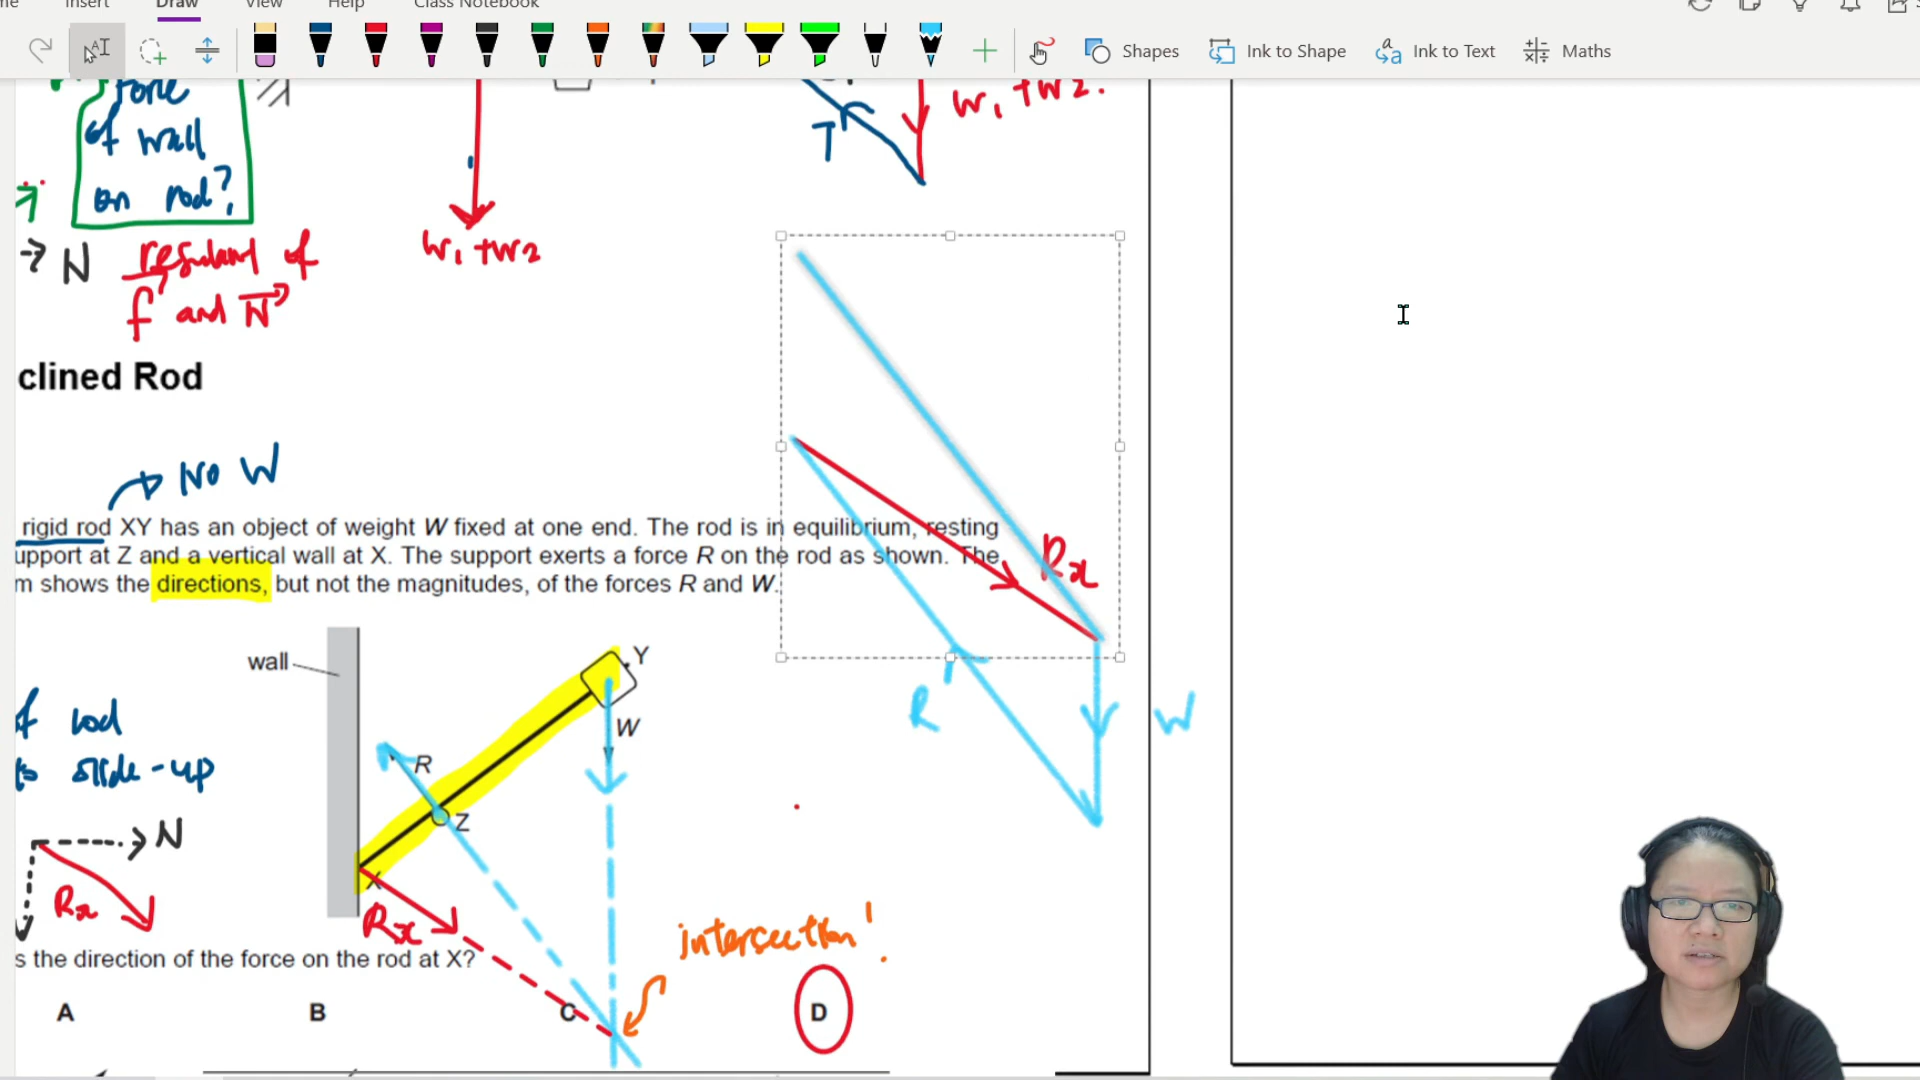 Insert Draw View Help Class Notebook
Shapes Ink to Shape Ink to Text Maths
of wall
on rod?
N resultant of
f and N
W1 + W2
T
W1 + W2.
clined Rod
No W
rigid rod XY has an object of weight W fixed at one end. The rod is in equilibrium, resting
upport at Z and a vertical wall at X. The support exerts a force R on the rod as shown. The
m shows the directions, but not the magnitudes, of the forces R and W.
Rx
wall
Y
W
R
Z
X
Rx
R
W
of rod
to slide-up
N
Rx
intersection!
s the direction of the force on the rod at X?
A B C D